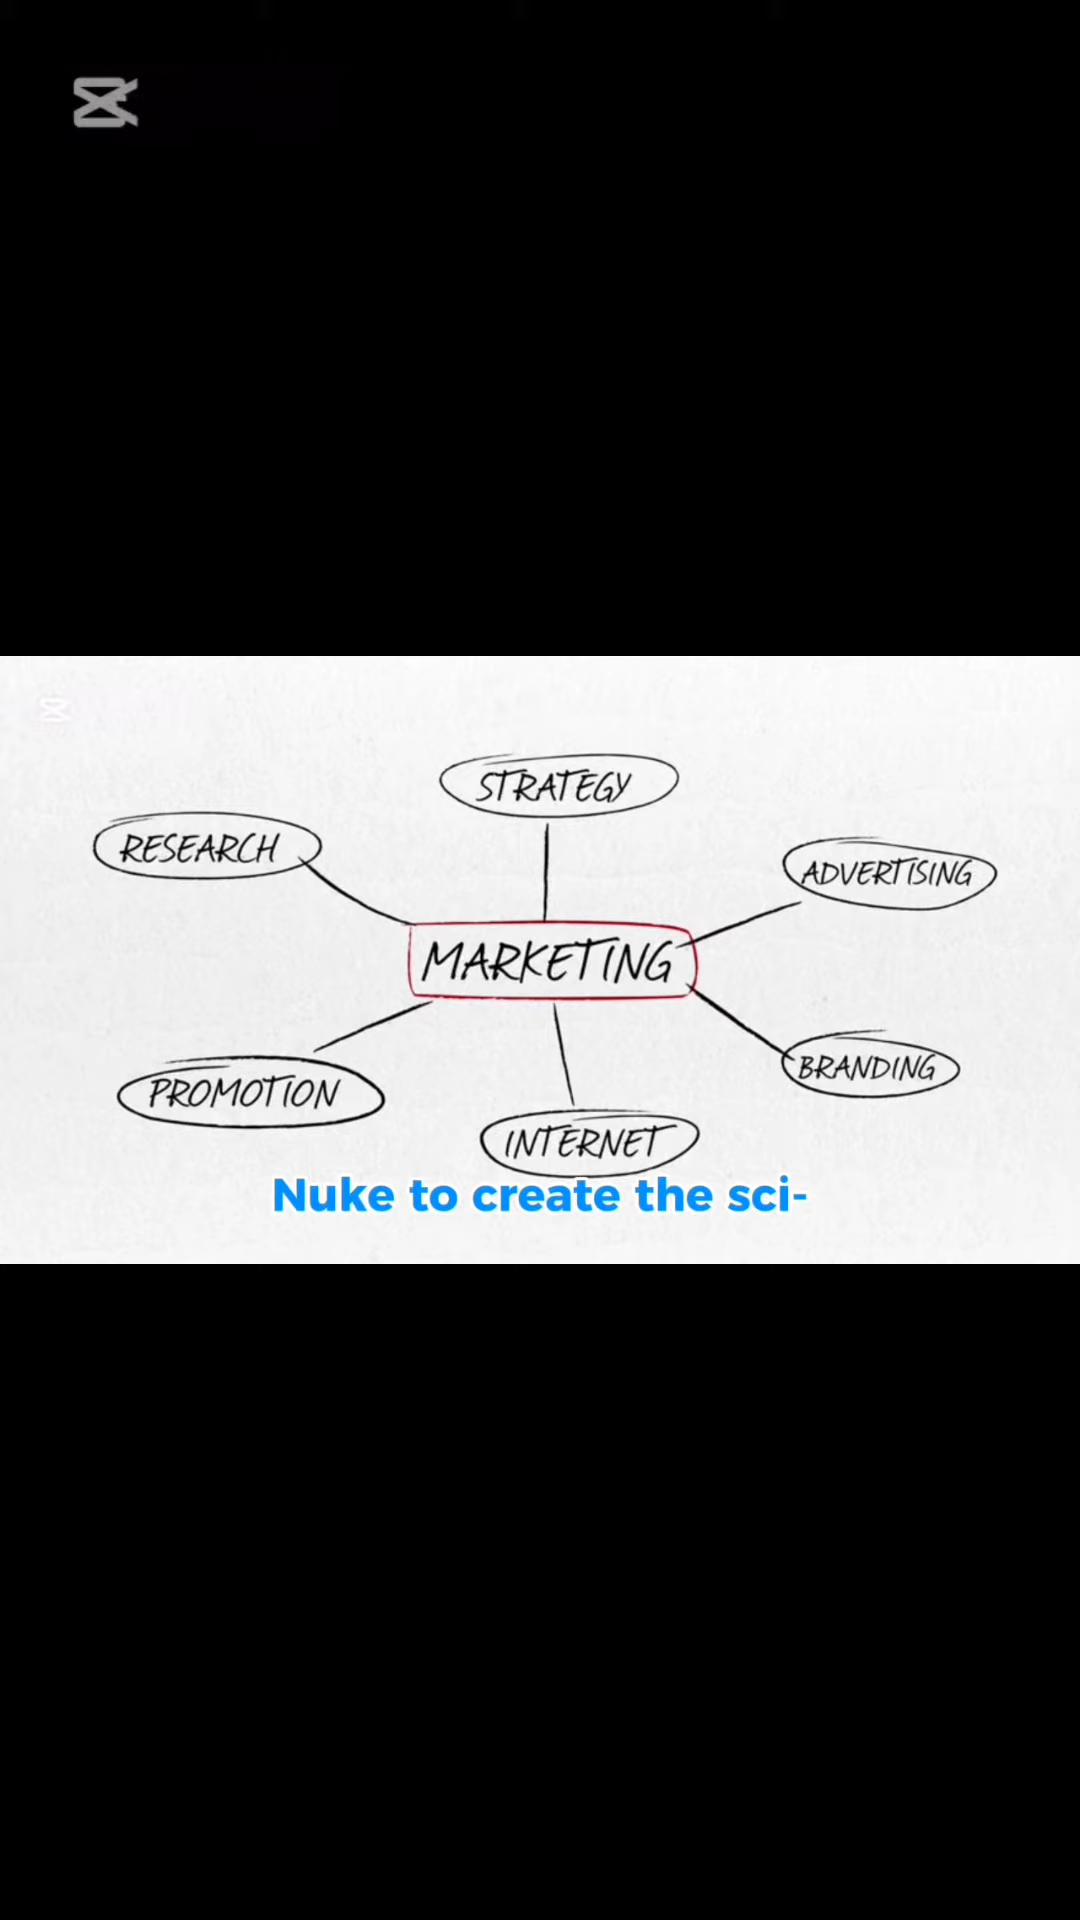 STRATEGY
RESEARCH
ADVERTISING
MARKETING
BRANDING
PROMOTION
INTERNET
Nuke to create the sci-